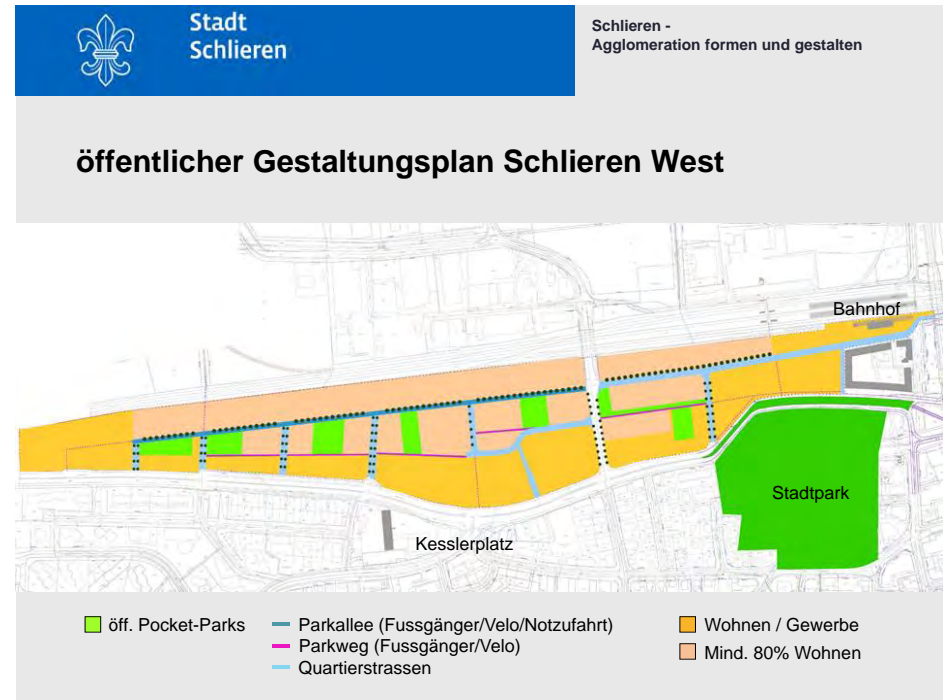 Stadt
Schlieren
Schlieren -
Agglomeration formen und gestalten
öffentlicher Gestaltungsplan Schlieren West
Bahnhof
Stadtpark
Kesslerplatz
öff. Pocket-Parks
Parkallee (Fussgänger/Velo/Notzufahrt)
Parkweg (Fussgänger/Velo)
Quartierstrassen
Wohnen / Gewerbe
Mind. 80% Wohnen